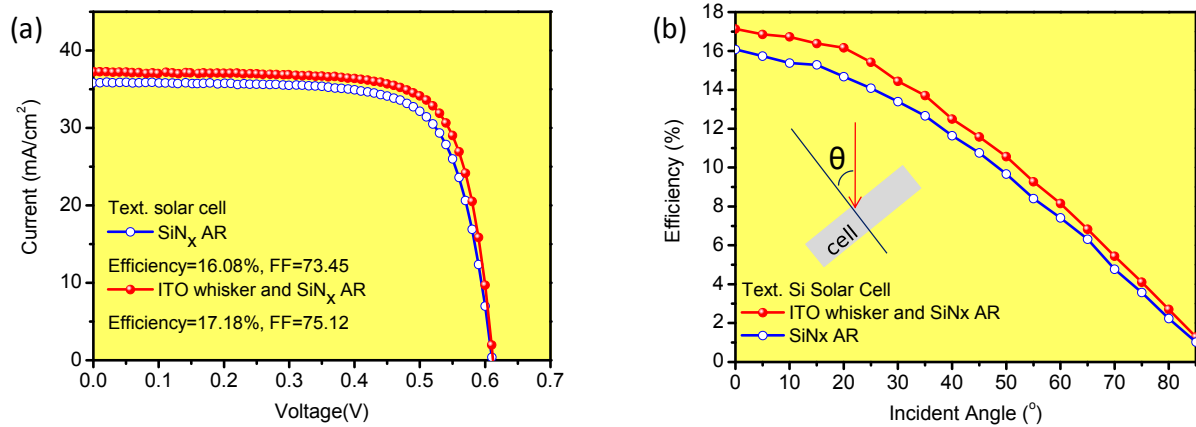 (a)
40
30
20
10
0
Current (mA/cm²)
Text. solar cell
SiNₓ AR
Efficiency=16.08%, FF=73.45
ITO whisker and SiNₓ AR
Efficiency=17.18%, FF=75.12
0.0 0.1 0.2 0.3 0.4 0.5 0.6 0.7
Voltage(V)
(b)
18
16
14
12
10
8
6
4
2
0
Efficiency (%)
θ
cell
Text. Si Solar Cell
ITO whisker and SiNx AR
SiNx AR
0 10 20 30 40 50 60 70 80
Incident Angle (°)